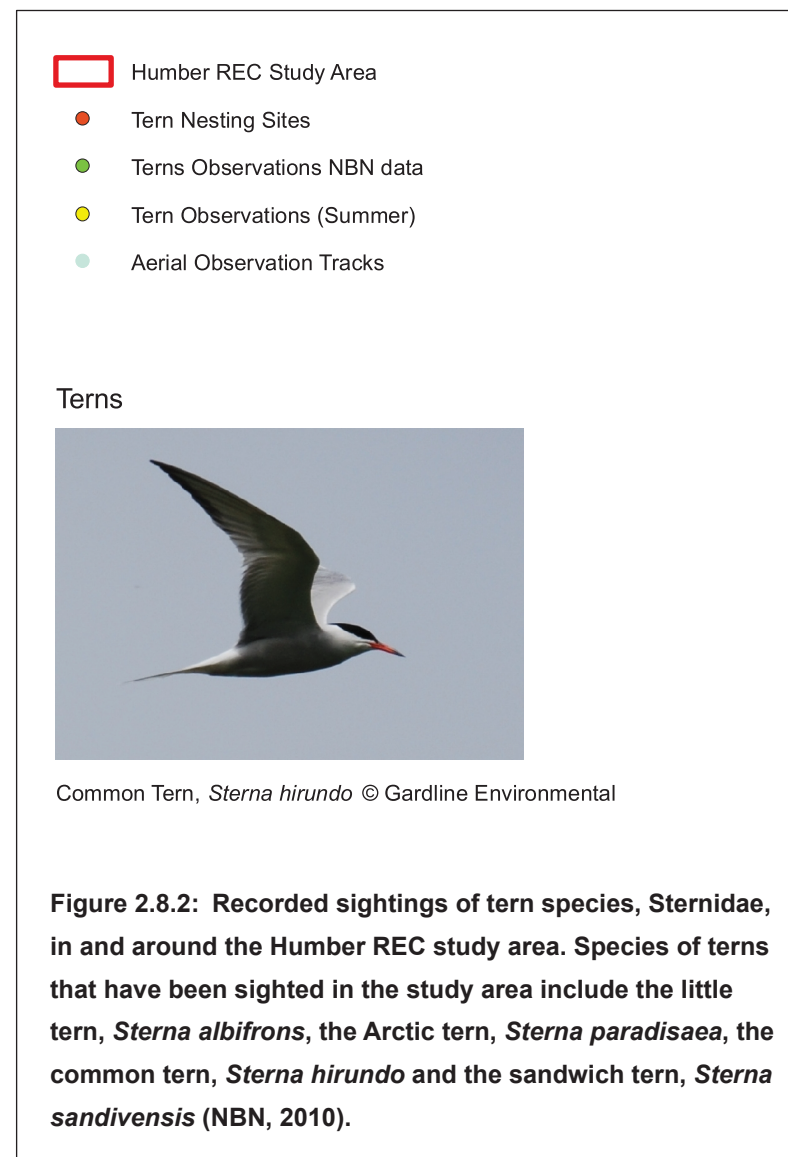 Humber REC Study Area
Tern Nesting Sites
Terns Observations NBN data
Tern Observations (Summer)
Aerial Observation Tracks
Terns
Common Tern, Sterna hirundo © Gardline Environmental
Figure 2.8.2: Recorded sightings of tern species, Sternidae,
in and around the Humber REC study area. Species of terns
that have been sighted in the study area include the little
tern, Sterna albifrons, the Arctic tern, Sterna paradisaea, the
common tern, Sterna hirundo and the sandwich tern, Sterna
sandivensis (NBN, 2010).